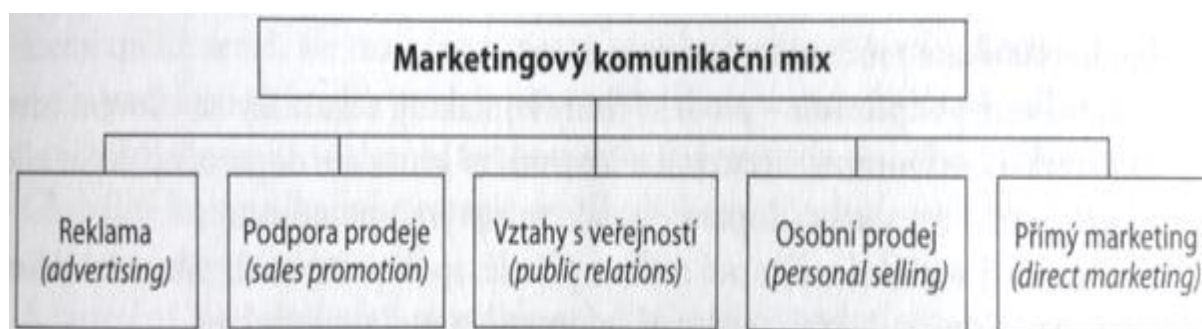 Marketingový komunikační mix
Reklama
(advertising)
Podpora prodeje
(sales promotion)
Vztahy s veřejností
(public relations)
Osobní prodej
(personal selling)
Přímý marketing
(direct marketing)